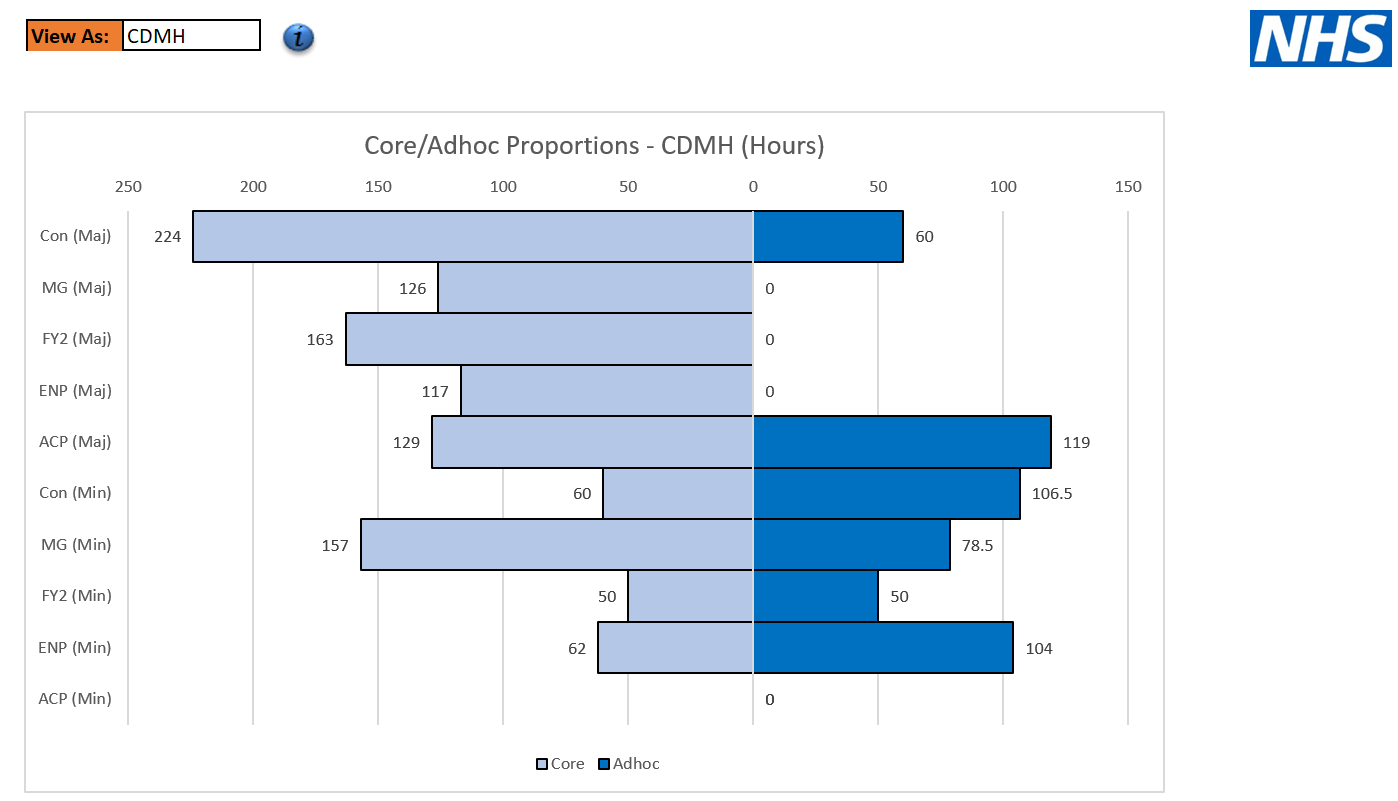 View As: CDMH
i
NHS
Core/Adhoc Proportions - CDMH (Hours)
250 200 150 100 50 0 50 100 150
Con (Maj) 224 60
MG (Maj) 126 0
FY2 (Maj) 163 0
ENP (Maj) 117 0
ACP (Maj) 129 119
Con (Min) 60 106.5
MG (Min) 157 78.5
FY2 (Min) 50 50
ENP (Min) 62 104
ACP (Min) 0
Core Adhoc